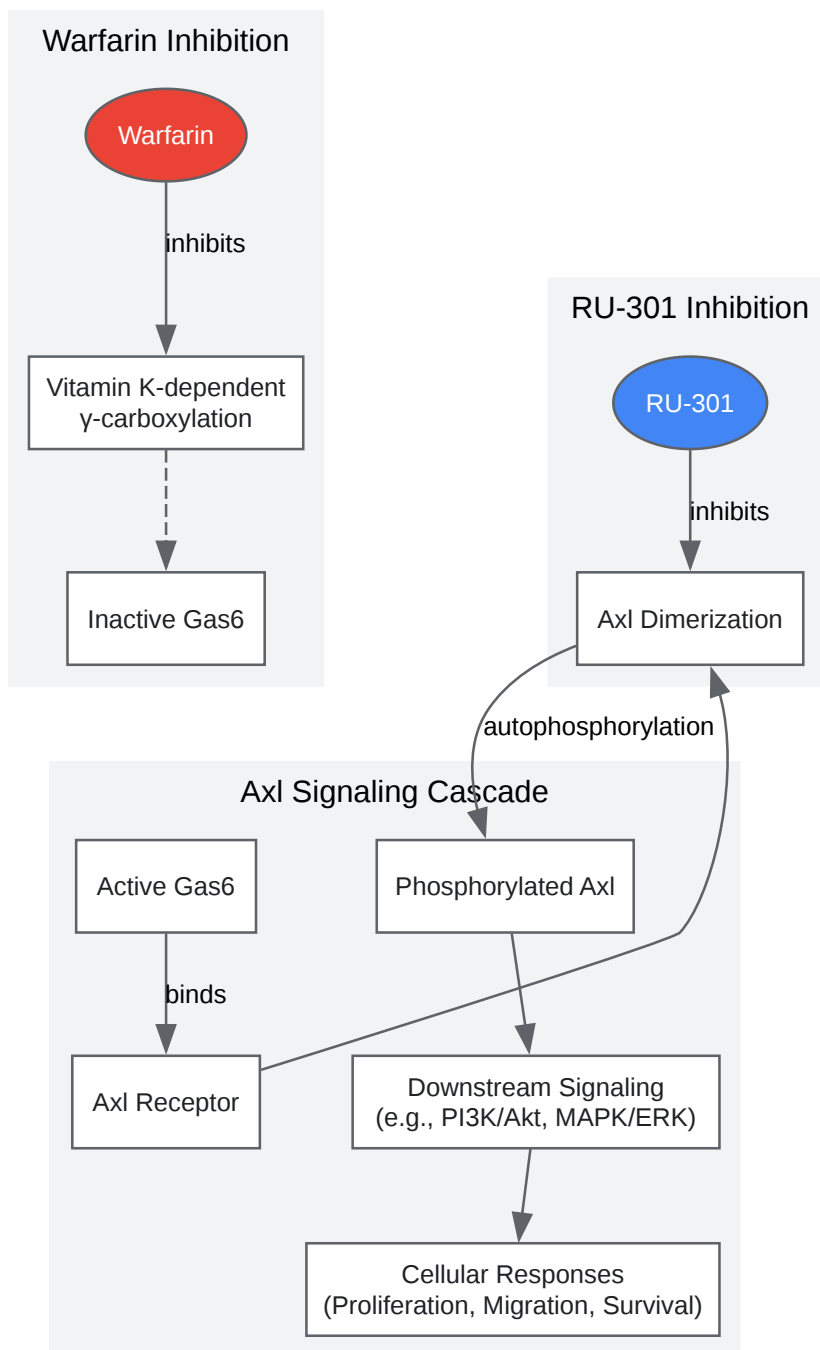 Warfarin Inhibition
Warfarin
inhibits
Vitamin K-dependent
γ-carboxylation
Inactive Gas6
RU-301 Inhibition
RU-301
inhibits
Axl Dimerization
autophosphorylation
Axl Signaling Cascade
Active Gas6
Phosphorylated Axl
binds
Axl Receptor
Downstream Signaling
(e.g., PI3K/Akt, MAPK/ERK)
Cellular Responses
(Proliferation, Migration, Survival)